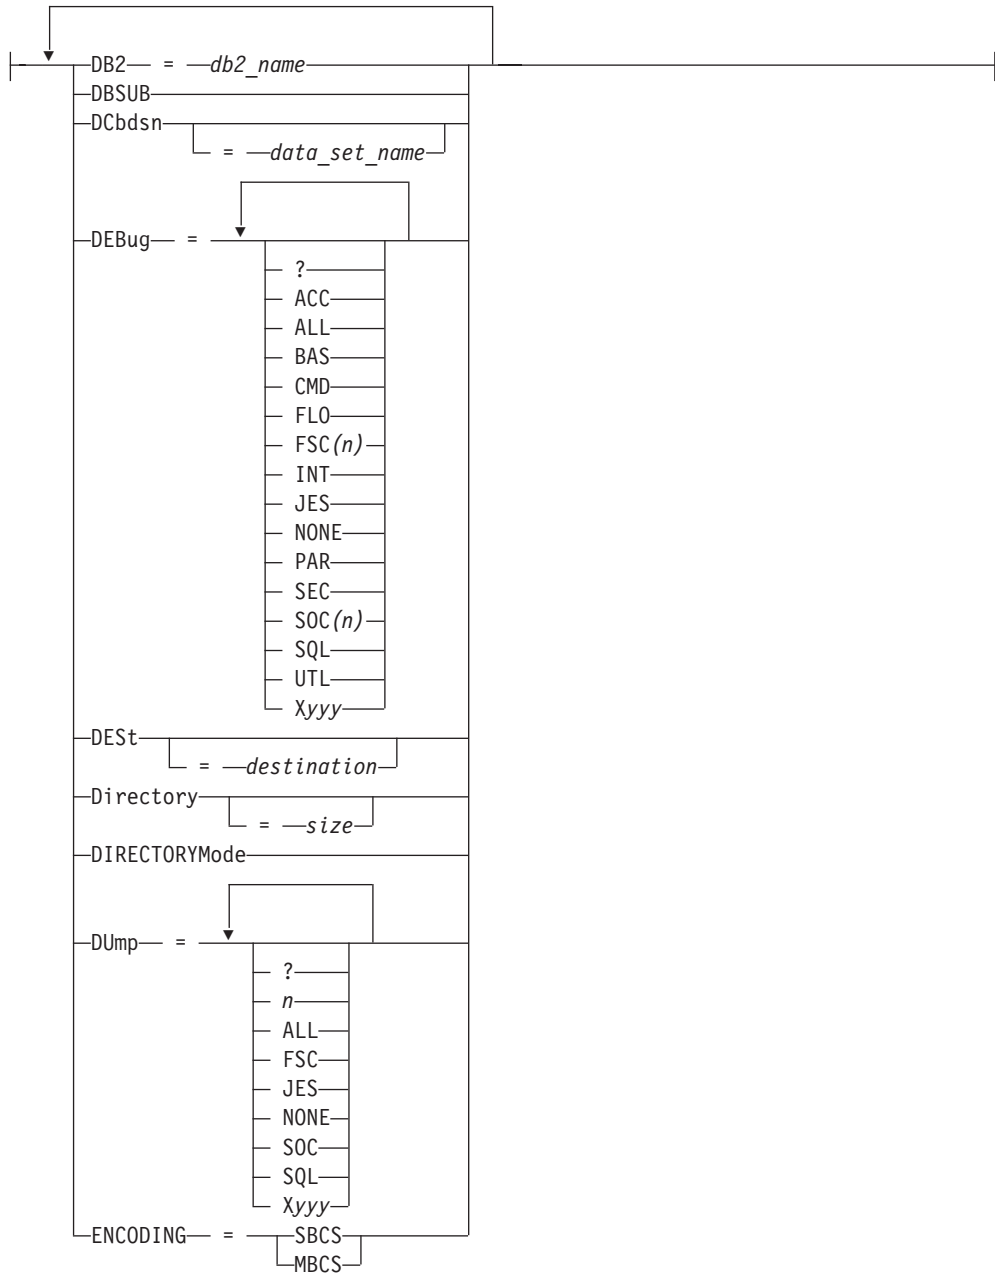 DB2 = db2_name
DBSUB
DCbdsn
= data_set_name
DEBug =
?
ACC
ALL
BAS
CMD
FLO
FSC(n)
INT
JES
NONE
PAR
SEC
SOC(n)
SQL
UTL
Xyyy
DESt
= destination
Directory
= size
DIRECTORYMode
DUmp =
?
n
ALL
FSC
JES
NONE
SOC
SQL
Xyyy
ENCODING = SBCS
MBCS